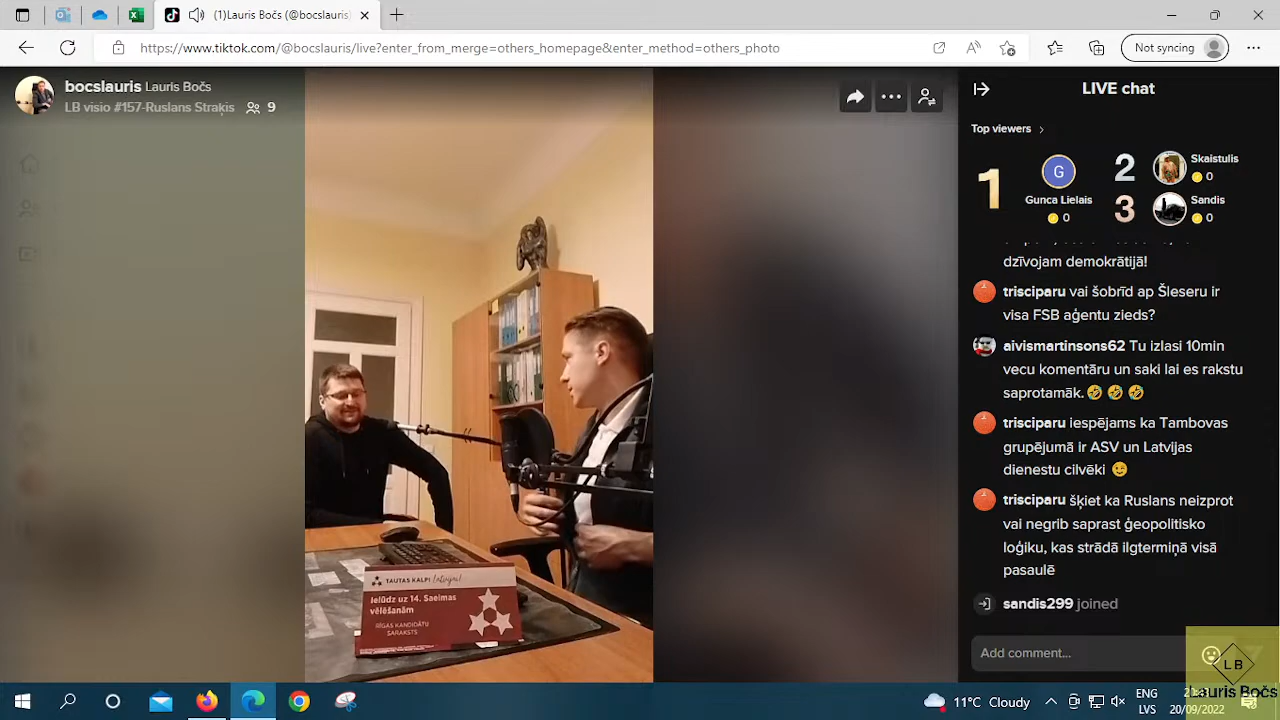 (1)Lauris Bočs (@bocslauris)
https://www.tiktok.com/@bocslauris/live?enter_from_merge=others_homepage&enter_method=others_photo
Not syncing
bocslauris Lauris Bočs
LB visio #157-Ruslans Straķis 9
LIVE chat
Top viewers
1
G
Gunca Lielais
0
2
Skaistulis
0
3
Sandis
0
dzīvojam demokrātijā!
trisciparu vai šobrīd ap Šleseru ir
visa FSB aģentu zieds?
aivismartinsons62 Tu izlasi 10min
vecu komentāru un saki lai es rakstu
saprotamāk. 🤣 🤣 🤣
trisciparu iespējams ka Tambovas
grupējumā ir ASV un Latvijas
dienestu cilvēki 😉
trisciparu šķiet ka Ruslans neizprot
vai negrib saprast ģeopolitisko
loģiku, kas strādā ilgtermiņā visā
pasaulē
sandis299 joined
Add comment...
TAUTAS KALPI Latvijai!
Ielūdz uz 14. Saeimas
vēlēšanām
RĪGAS KANDIDĀTU
SARAKSTS
LB
Lauris Bočs
11°C Cloudy
ENG
LVS
20/09/2022